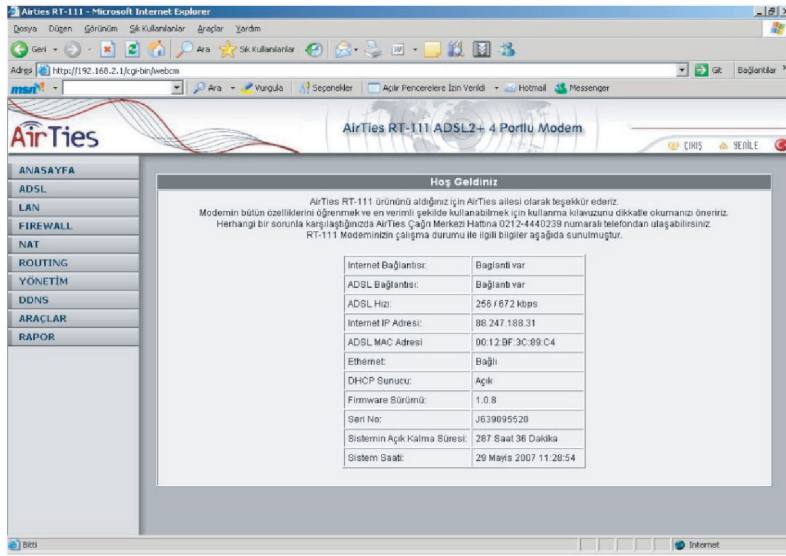 Airties RT-111 - Microsoft Internet Explorer
Dosya Düzen Görünüm Sık Kullanılanlar Araçlar Yardım
Geri Ara Sık Kullanılanlar
Adres http://192.168.2.1/cgi-bin/webcm Git Bağlantılar
msn Ara Vurgula Seçenekler Açılır Pencerelere İzin Verildi Hotmail Messenger
AirTies
AirTies RT-111 ADSL2+ 4 Portlu Modem
ÇIKIŞ YENİLE
ANASAYFA
ADSL
LAN
FIREWALL
NAT
ROUTING
YÖNETİM
DDNS
ARAÇLAR
RAPOR
Hoş Geldiniz
AirTies RT-111 ürününü aldığınız için AirTies ailesi olarak teşekkür ederiz.
Modemin bütün özelliklerini öğrenmek ve en verimli şekilde kullanabilmek için kullanma kılavuzunu dikkatle okumanızı öneririz.
Herhangi bir sorunla karşılaştığınızda AirTies Çağrı Merkezi Hattına 0212-4440239 numaralı telefondan ulaşabilirsiniz.
RT-111 Modeminizin çalışma durumu ile ilgili bilgiler aşağıda sunulmuştur.
Internet Bağlantısı: Baglanti var
ADSL Bağlantısı: Bağlantı var
ADSL Hızı: 256 / 672 kbps
Internet IP Adresi: 88.247.188.31
ADSL MAC Adresi 00:12:BF:3C:89:C4
Ethernet: Bağlı
DHCP Sunucu: Açık
Firmware Sürümü: 1.0.8
Seri No: J639095520
Sistemin Açık Kalma Süresi: 287 Saat 36 Dakika
Sistem Saati: 29 Mayis 2007 11:28:54
Bitti Internet